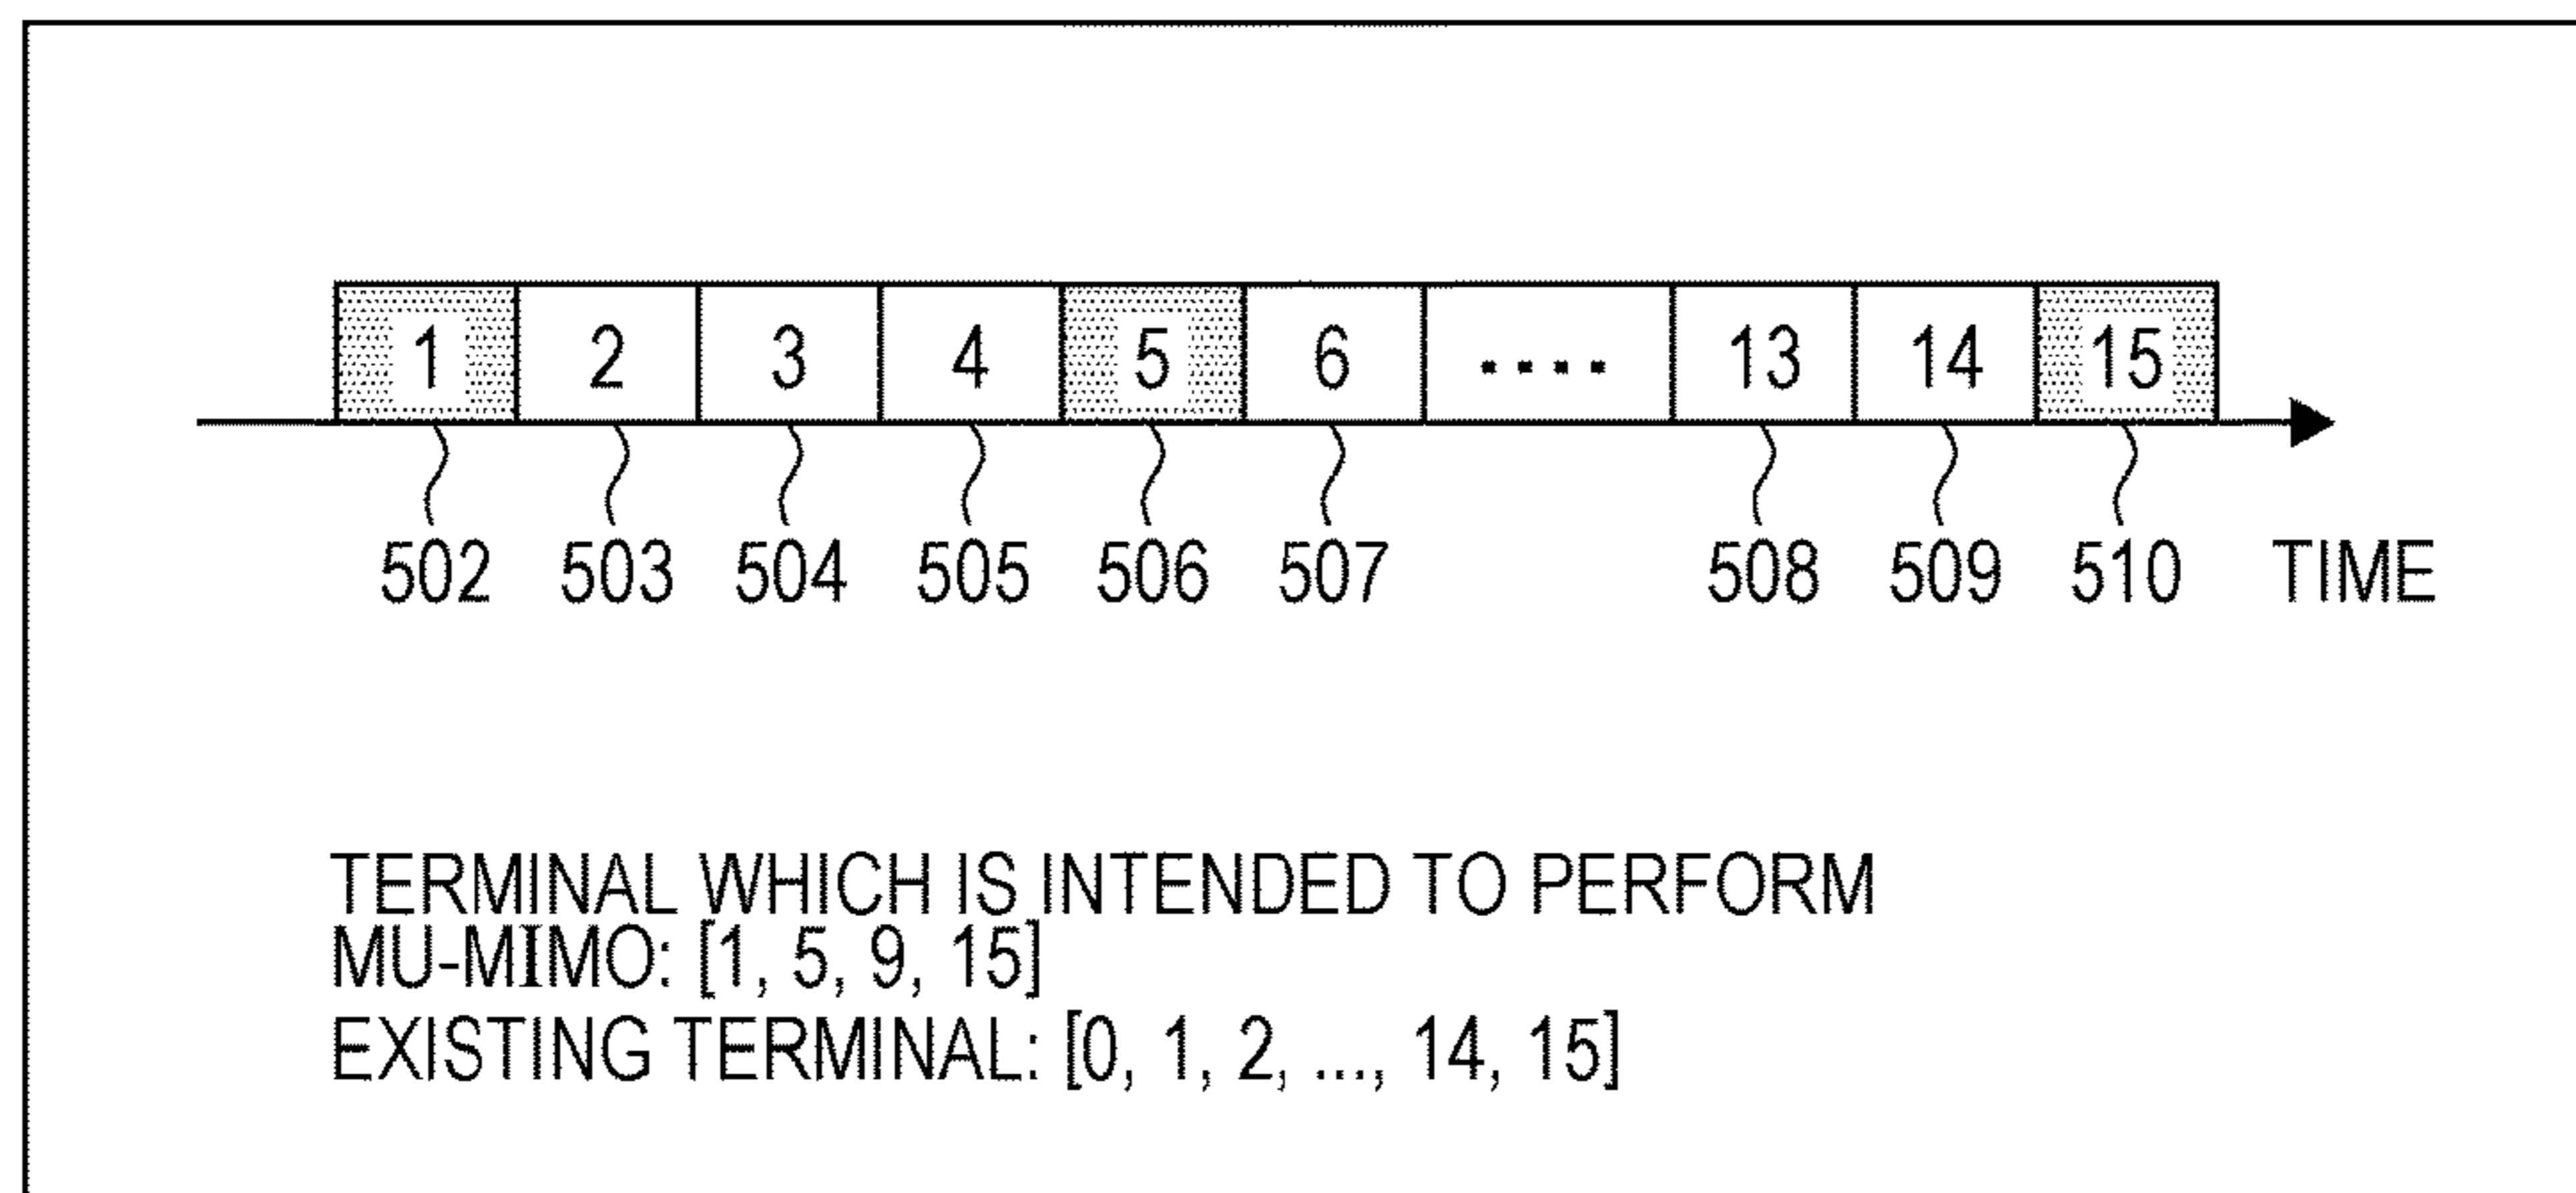 1 2 3 4 5 6 .... 13 14 15
502 503 504 505 506 507 508 509 510 TIME
TERMINAL WHICH IS INTENDED TO PERFORM
MU-MIMO: [1, 5, 9, 15]
EXISTING TERMINAL: [0, 1, 2, ..., 14, 15]